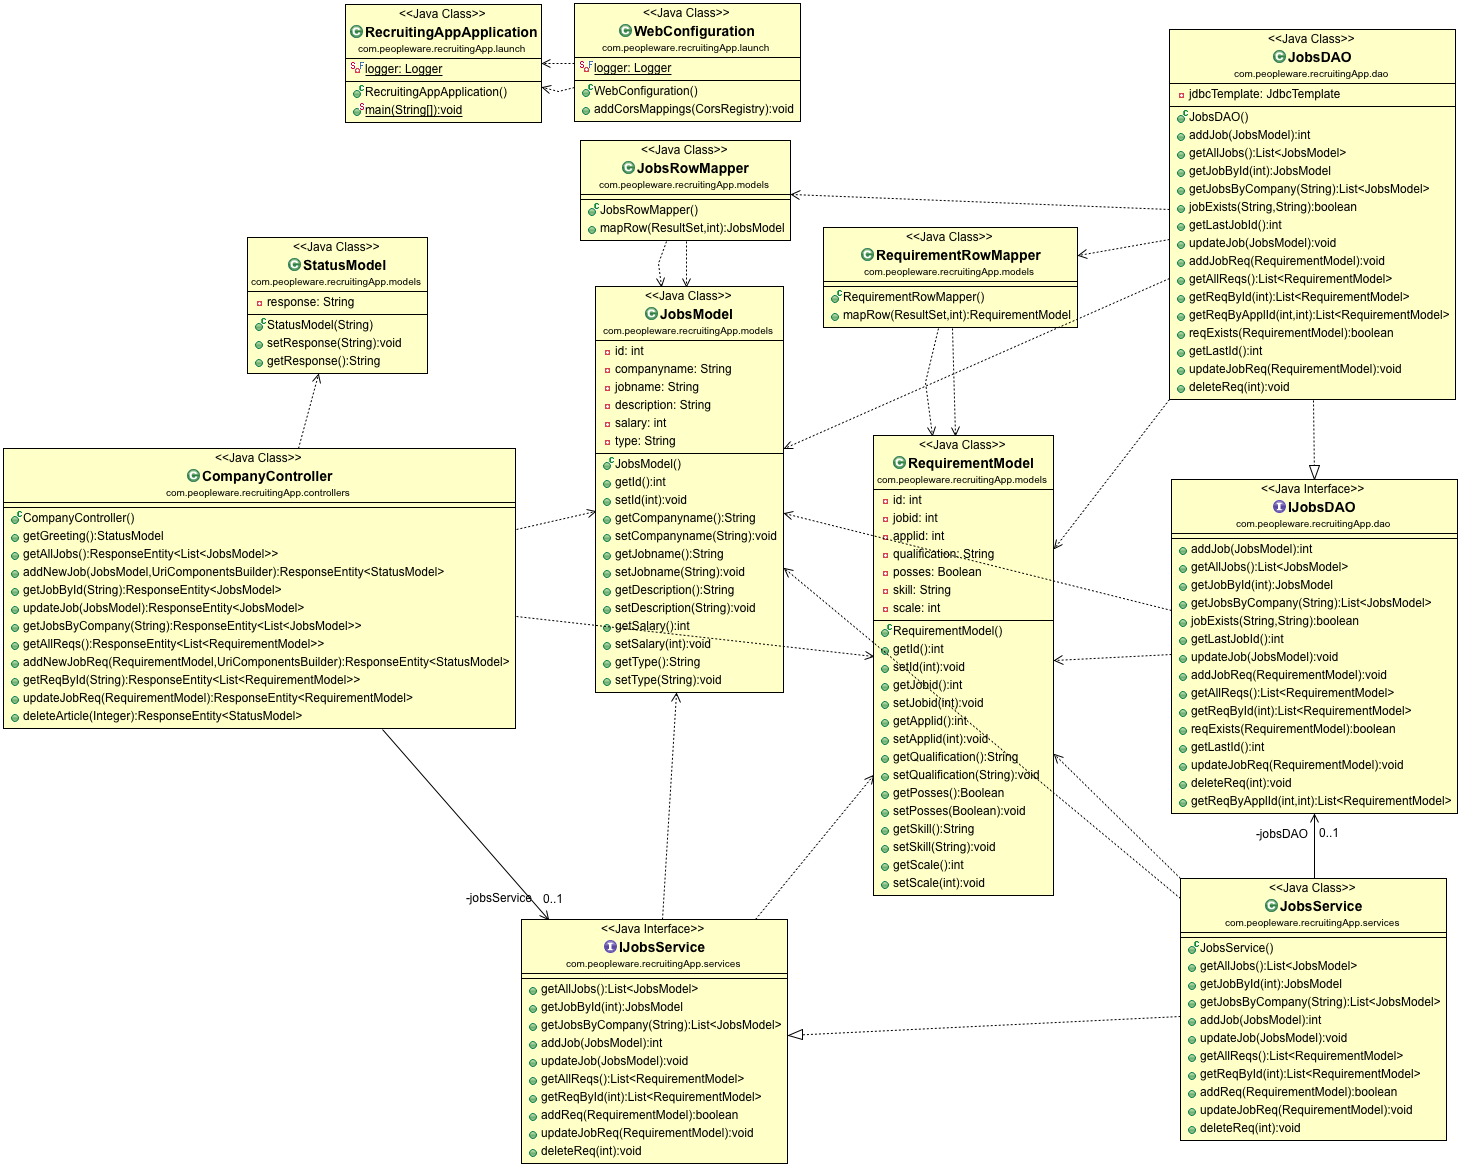 <<Java Class>>
RecruitingAppApplication
com.peopleware.recruitingApp.launch
logger: Logger
RecruitingAppApplication()
main(String[]):void
<<Java Class>>
WebConfiguration
com.peopleware.recruitingApp.launch
logger: Logger
WebConfiguration()
addCorsMappings(CorsRegistry):void
<<Java Class>>
JobsDAO
com.peopleware.recruitingApp.dao
jdbcTemplate: JdbcTemplate
JobsDAO()
addJob(JobsModel):int
getAllJobs():List<JobsModel>
getJobById(int):JobsModel
getJobsByCompany(String):List<JobsModel>
jobExists(String,String):boolean
getLastJobId():int
updateJob(JobsModel):void
addJobReq(RequirementModel):void
getAllReqs():List<RequirementModel>
getReqById(int):List<RequirementModel>
getReqByApplId(int,int):List<RequirementModel>
reqExists(RequirementModel):boolean
getLastId():int
updateJobReq(RequirementModel):void
deleteReq(int):void
<<Java Class>>
JobsRowMapper
com.peopleware.recruitingApp.models
JobsRowMapper()
mapRow(ResultSet,int):JobsModel
<<Java Class>>
RequirementRowMapper
com.peopleware.recruitingApp.models
RequirementRowMapper()
mapRow(ResultSet,int):RequirementModel
<<Java Class>>
StatusModel
com.peopleware.recruitingApp.models
response: String
StatusModel(String)
setResponse(String):void
getResponse():String
<<Java Class>>
JobsModel
com.peopleware.recruitingApp.models
id: int
companyname: String
jobname: String
description: String
salary: int
type: String
JobsModel()
getId():int
setId(int):void
getCompanyname():String
setCompanyname(String):void
getJobname():String
setJobname(String):void
getDescription():String
setDescription(String):void
getSalary():int
setSalary(int):void
getType():String
setType(String):void
<<Java Class>>
RequirementModel
com.peopleware.recruitingApp.models
id: int
jobid: int
applid: int
qualification: String
posses: Boolean
skill: String
scale: int
RequirementModel()
getId():int
setId(int):void
getJobid():int
setJobid(int):void
getApplid():int
setApplid(int):void
getQualification():String
setQualification(String):void
getPosses():Boolean
setPosses(Boolean):void
getSkill():String
setSkill(String):void
getScale():int
setScale(int):void
<<Java Class>>
CompanyController
com.peopleware.recruitingApp.controllers
CompanyController()
getGreeting():StatusModel
getAllJobs():ResponseEntity<List<JobsModel>>
addNewJob(JobsModel,UriComponentsBuilder):ResponseEntity<StatusModel>
getJobById(String):ResponseEntity<JobsModel>
updateJob(JobsModel):ResponseEntity<JobsModel>
getJobsByCompany(String):ResponseEntity<List<JobsModel>>
getAllReqs():ResponseEntity<List<RequirementModel>>
addNewJobReq(RequirementModel,UriComponentsBuilder):ResponseEntity<StatusModel>
getReqById(String):ResponseEntity<List<RequirementModel>>
updateJobReq(RequirementModel):ResponseEntity<RequirementModel>
deleteArticle(Integer):ResponseEntity<StatusModel>
<<Java Interface>>
IJobsDAO
com.peopleware.recruitingApp.dao
addJob(JobsModel):int
getAllJobs():List<JobsModel>
getJobById(int):JobsModel
getJobsByCompany(String):List<JobsModel>
jobExists(String,String):boolean
getLastJobId():int
updateJob(JobsModel):void
addJobReq(RequirementModel):void
getAllReqs():List<RequirementModel>
getReqById(int):List<RequirementModel>
reqExists(RequirementModel):boolean
getLastId():int
updateJobReq(RequirementModel):void
deleteReq(int):void
getReqByApplId(int,int):List<RequirementModel>
-jobsDAO 0..1
-jobsService 0..1
<<Java Interface>>
IJobsService
com.peopleware.recruitingApp.services
getAllJobs():List<JobsModel>
getJobById(int):JobsModel
getJobsByCompany(String):List<JobsModel>
addJob(JobsModel):int
updateJob(JobsModel):void
getAllReqs():List<RequirementModel>
getReqById(int):List<RequirementModel>
addReq(RequirementModel):boolean
updateJobReq(RequirementModel):void
deleteReq(int):void
<<Java Class>>
JobsService
com.peopleware.recruitingApp.services
JobsService()
getAllJobs():List<JobsModel>
getJobById(int):JobsModel
getJobsByCompany(String):List<JobsModel>
addJob(JobsModel):int
updateJob(JobsModel):void
getAllReqs():List<RequirementModel>
getReqById(int):List<RequirementModel>
addReq(RequirementModel):boolean
updateJobReq(RequirementModel):void
deleteReq(int):void